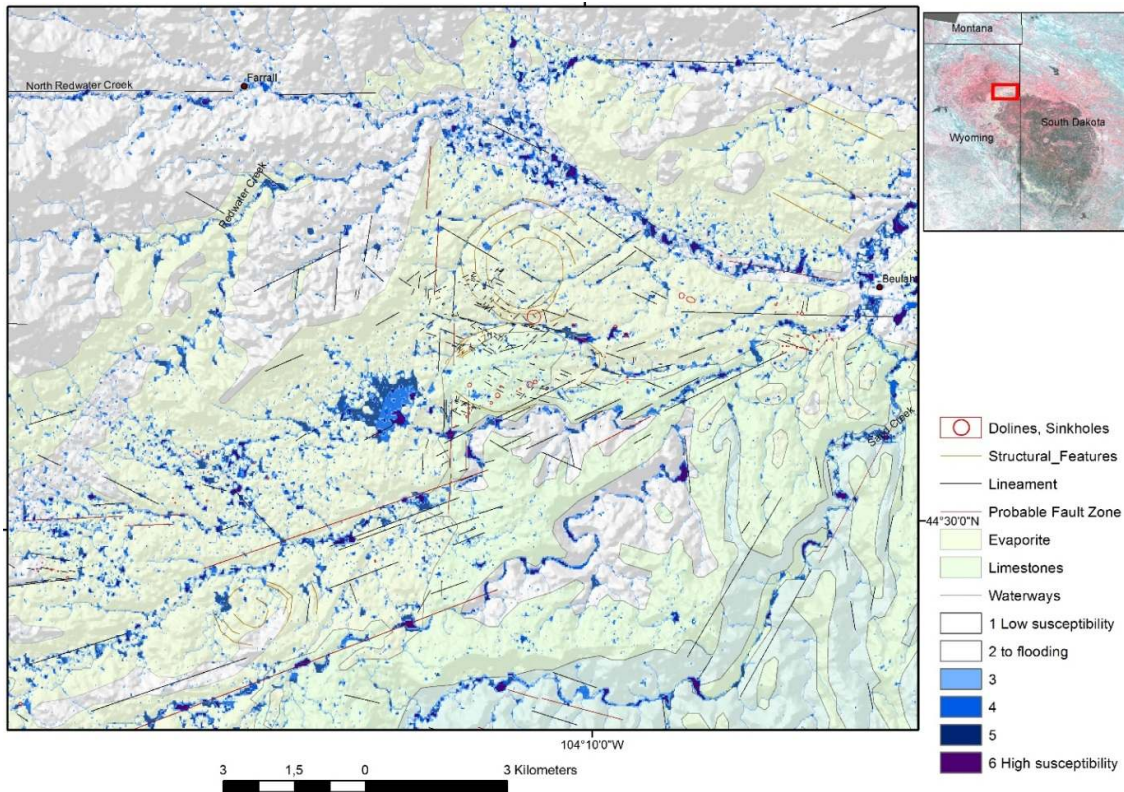 Montana
South Dakota
Wyoming
Farrall
North Redwater Creek
Redwater Creek
Beulah
Sand Creek
Dolines, Sinkholes
Structural_Features
Lineament
Probable Fault Zone
44°30'0"N
Evaporite
Limestones
Waterways
1 Low susceptibility
2 to flooding
3
4
5
6 High susceptibility
104°10'0"W
3 1,5 0 3 Kilometers